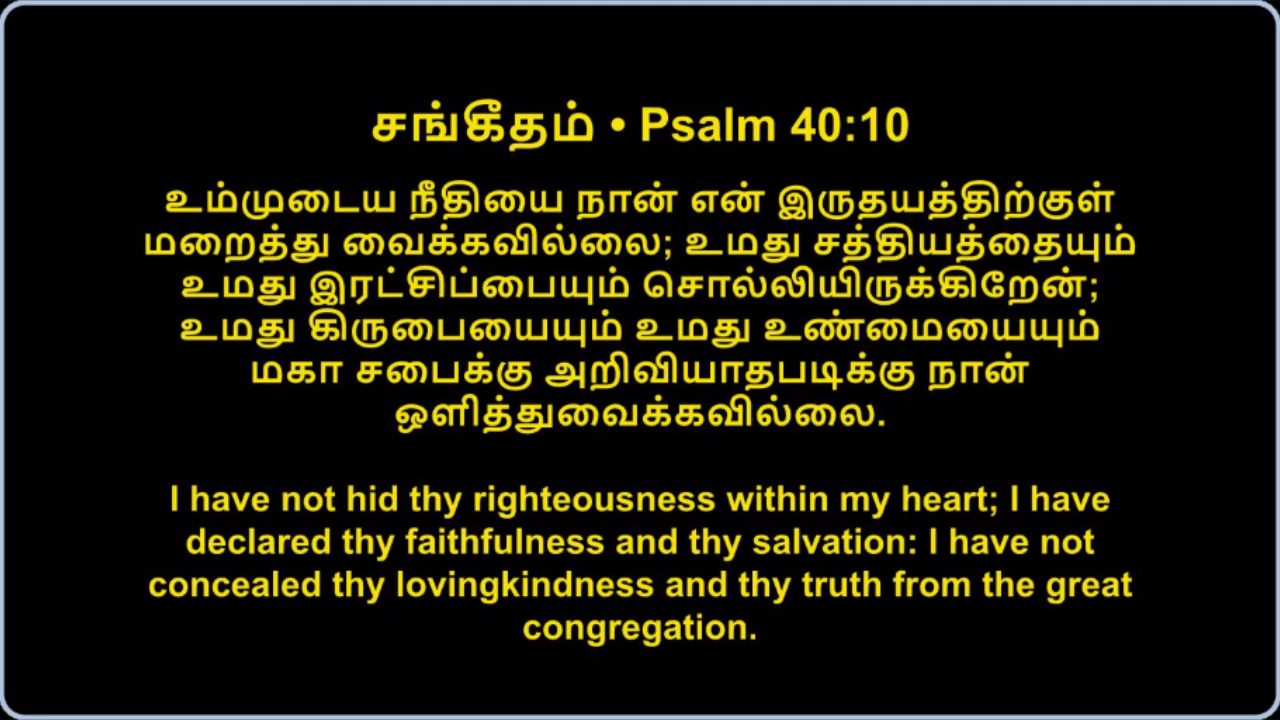 சங்கீதம் • Psalm 40:10
உம்முடைய நீதியை நான் என் இருதயத்திற்குள்
மறைத்து வைக்கவில்லை; உமது சத்தியத்தையும்
உமது இரட்சிப்பையும் சொல்லியிருக்கிறேன்;
உமது கிருபையையும் உமது உண்மையையும்
மகா சபைக்கு அறிவியாதபடிக்கு நான்
ஒளித்துவைக்கவில்லை.
I have not hid thy righteousness within my heart; I have
declared thy faithfulness and thy salvation: I have not
concealed thy lovingkindness and thy truth from the great
congregation.